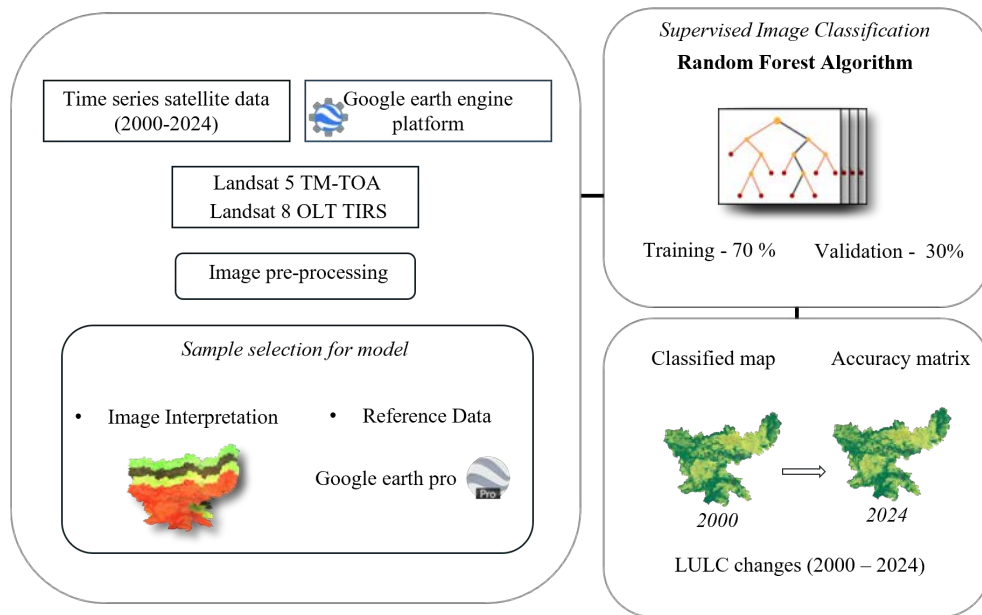 Time series satellite data
(2000-2024)
Google earth engine
platform
Landsat 5 TM-TOA
Landsat 8 OLT TIRS
Image pre-processing
Sample selection for model
• Image Interpretation
• Reference Data
Google earth pro
Pro
Supervised Image Classification
Random Forest Algorithm
Training - 70 %
Validation - 30%
Classified map
Accuracy matrix
2000
2024
LULC changes (2000 – 2024)